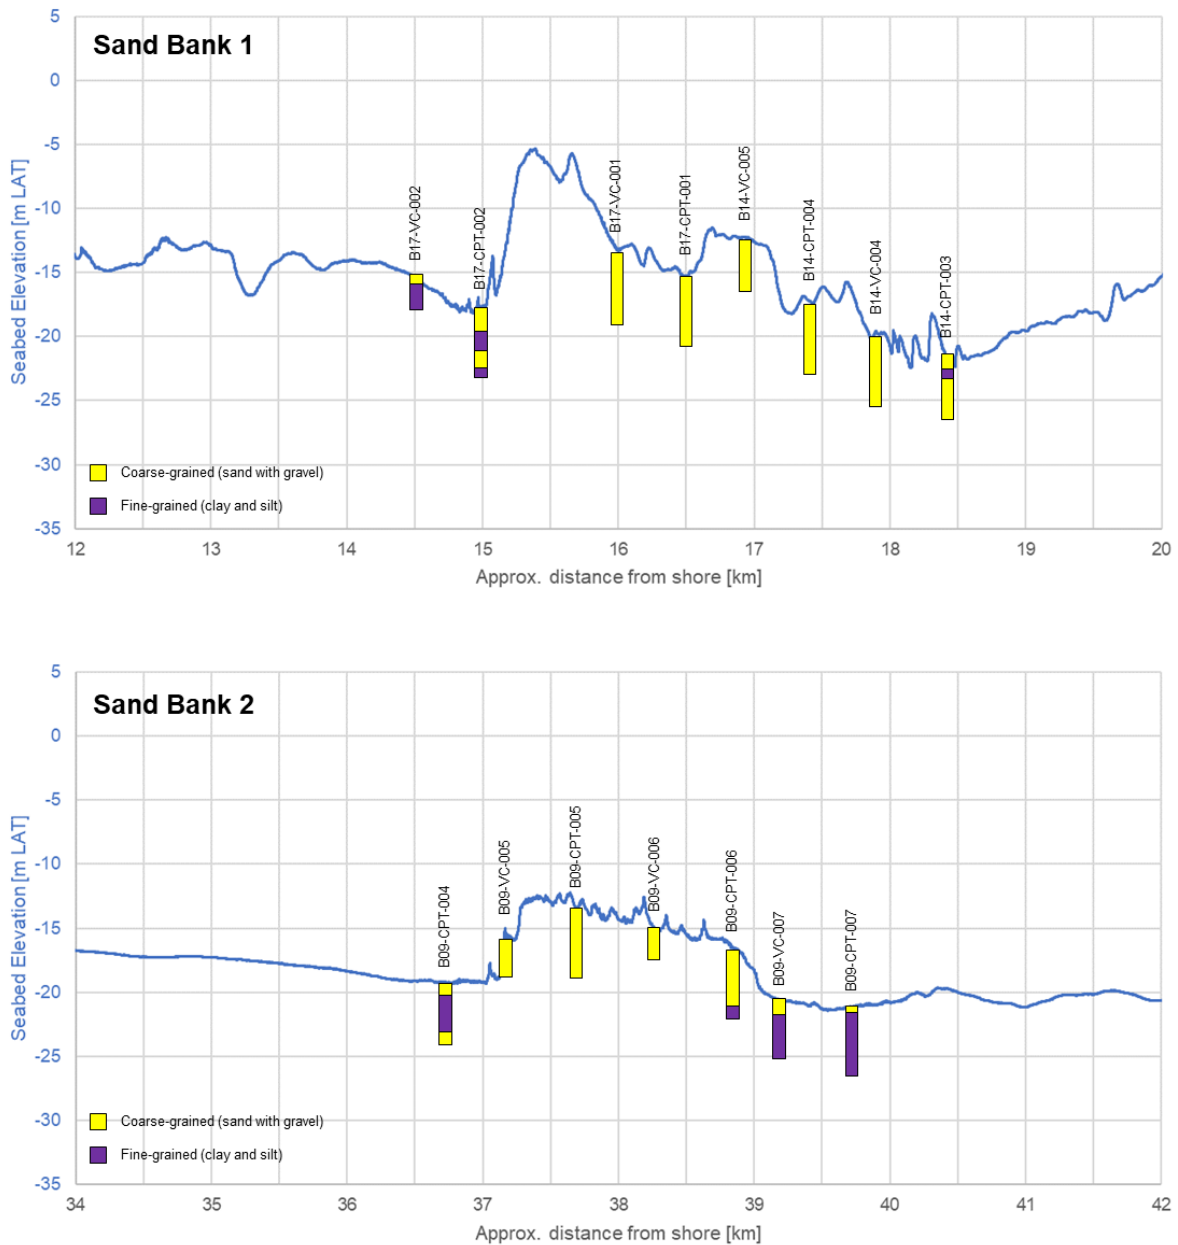 Sand Bank 1
5
0
-5
-10
-15
-20
-25
-30
-35
Seabed Elevation [m LAT]
B17-VC-002
B17-CPT-002
B17-VC-001
B17-CPT-001
B14-VC-005
B14-CPT-004
B14-VC-004
B14-CPT-003
Coarse-grained (sand with gravel)
Fine-grained (clay and silt)
12 13 14 15 16 17 18 19 20
Approx. distance from shore [km]
Sand Bank 2
5
0
-5
-10
-15
-20
-25
-30
-35
Seabed Elevation [m LAT]
B09-CPT-004
B09-VC-005
B09-CPT-005
B09-VC-006
B09-CPT-006
B09-VC-007
B09-CPT-007
Coarse-grained (sand with gravel)
Fine-grained (clay and silt)
34 35 36 37 38 39 40 41 42
Approx. distance from shore [km]